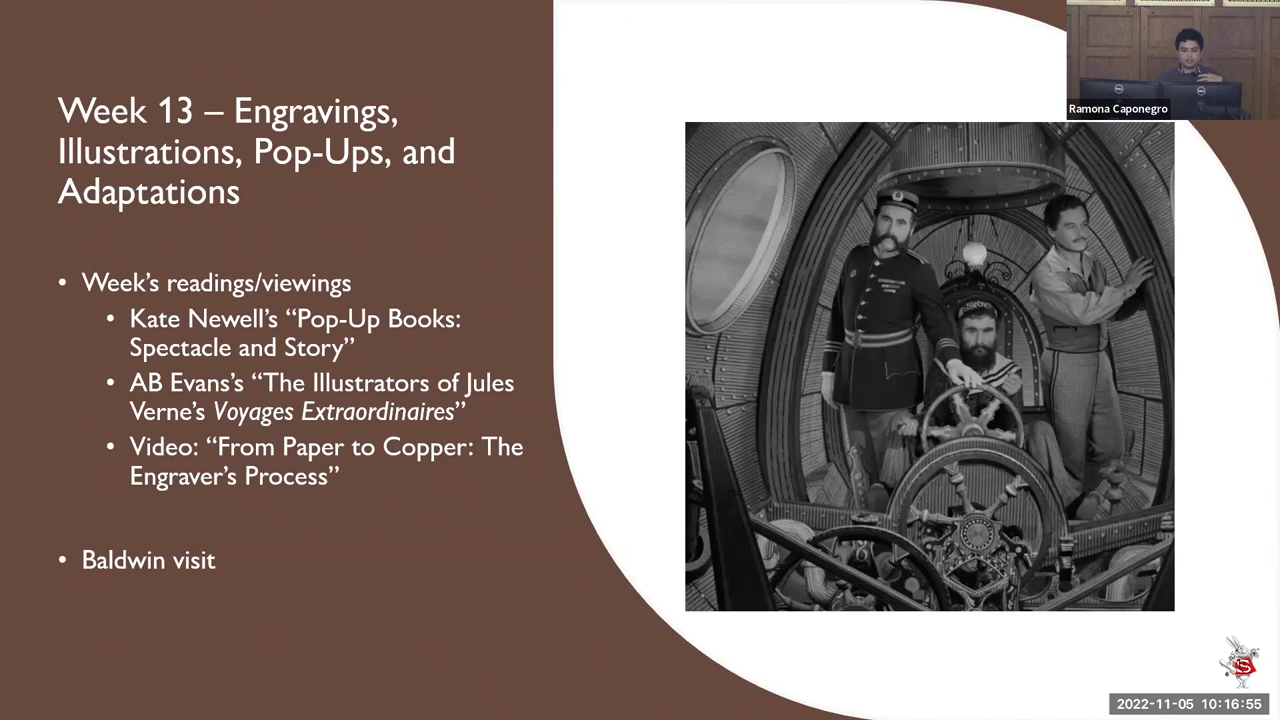 Week 13 – Engravings,
Illustrations, Pop-Ups, and
Adaptations
• Week’s readings/viewings
• Kate Newell’s “Pop-Up Books:
Spectacle and Story”
• AB Evans’s “The Illustrators of Jules
Verne’s Voyages Extraordinaires”
• Video: “From Paper to Copper: The
Engraver’s Process”
• Baldwin visit
Ramona Caponegro
S
2022-11-05 10:16:55